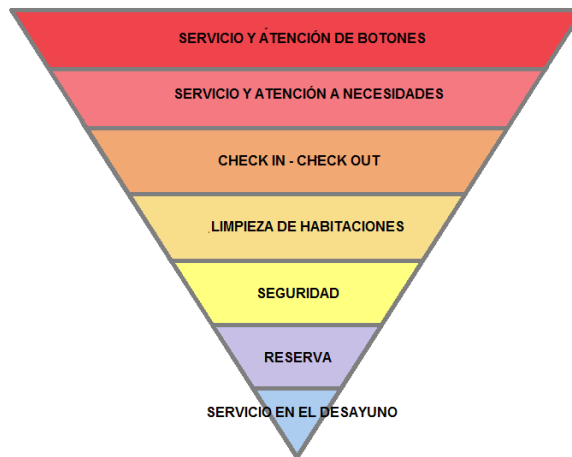 SERVICIO Y ATENCIÓN DE BOTONES
SERVICIO Y ATENCIÓN A NECESIDADES
CHECK IN - CHECK OUT
LIMPIEZA DE HABITACIONES
SEGURIDAD
RESERVA
SERVICIO EN EL DESAYUNO